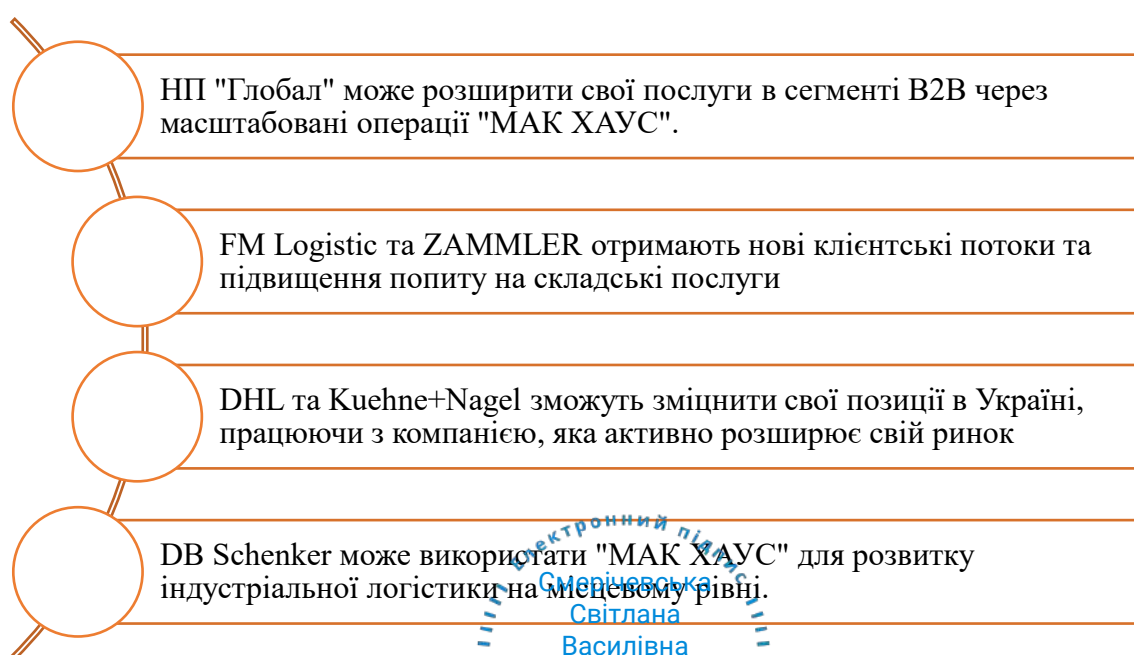 НП "Глобал" може розширити свої послуги в сегменті B2B через
масштабовані операції "МАК ХАУС".
FM Logistic та ZAMMLER отримають нові клієнтські потоки та
підвищення попиту на складські послуги
DHL та Kuehne+Nagel зможуть зміцнити свої позиції в Україні,
працюючи з компанією, яка активно розширює свій ринок
DB Schenker може використати "МАК ХАУС" для розвитку
індустріальної логістики на місцевому рівні.
Електронний підпис
Смерічевська
Світлана
Василівна